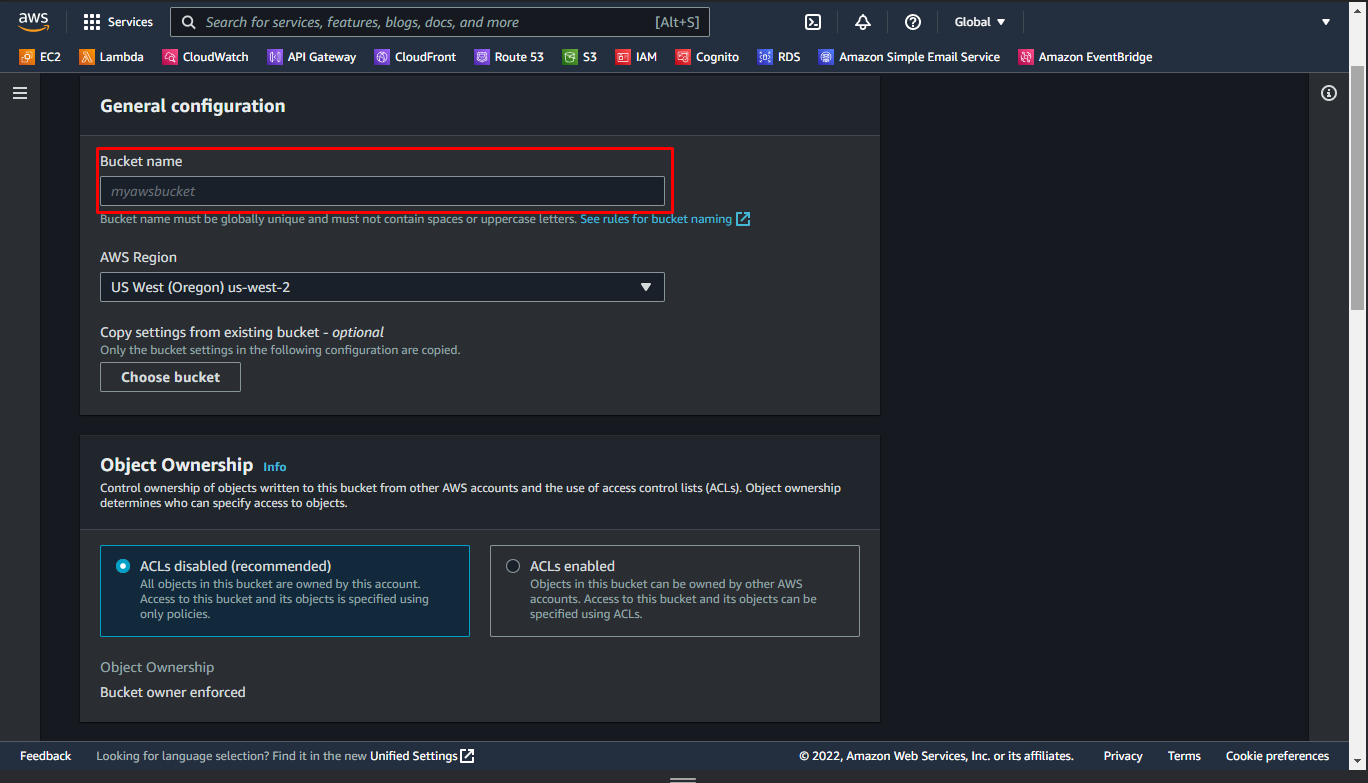 aws
Services
Search for services, features, blogs, docs, and more [Alt+S]
Global
EC2 Lambda CloudWatch API Gateway CloudFront Route 53 S3 IAM Cognito RDS Amazon Simple Email Service Amazon EventBridge
General configuration
Bucket name
myawsbucket
Bucket name must be globally unique and must not contain spaces or uppercase letters. See rules for bucket naming
AWS Region
US West (Oregon) us-west-2
Copy settings from existing bucket - optional
Only the bucket settings in the following configuration are copied.
Choose bucket
Object Ownership Info
Control ownership of objects written to this bucket from other AWS accounts and the use of access control lists (ACLs). Object ownership
determines who can specify access to objects.
ACLs disabled (recommended)
All objects in this bucket are owned by this account.
Access to this bucket and its objects is specified using
only policies.
ACLs enabled
Objects in this bucket can be owned by other AWS
accounts. Access to this bucket and its objects can be
specified using ACLs.
Object Ownership
Bucket owner enforced
Feedback Looking for language selection? Find it in the new Unified Settings © 2022, Amazon Web Services, Inc. or its affiliates. Privacy Terms Cookie preferences